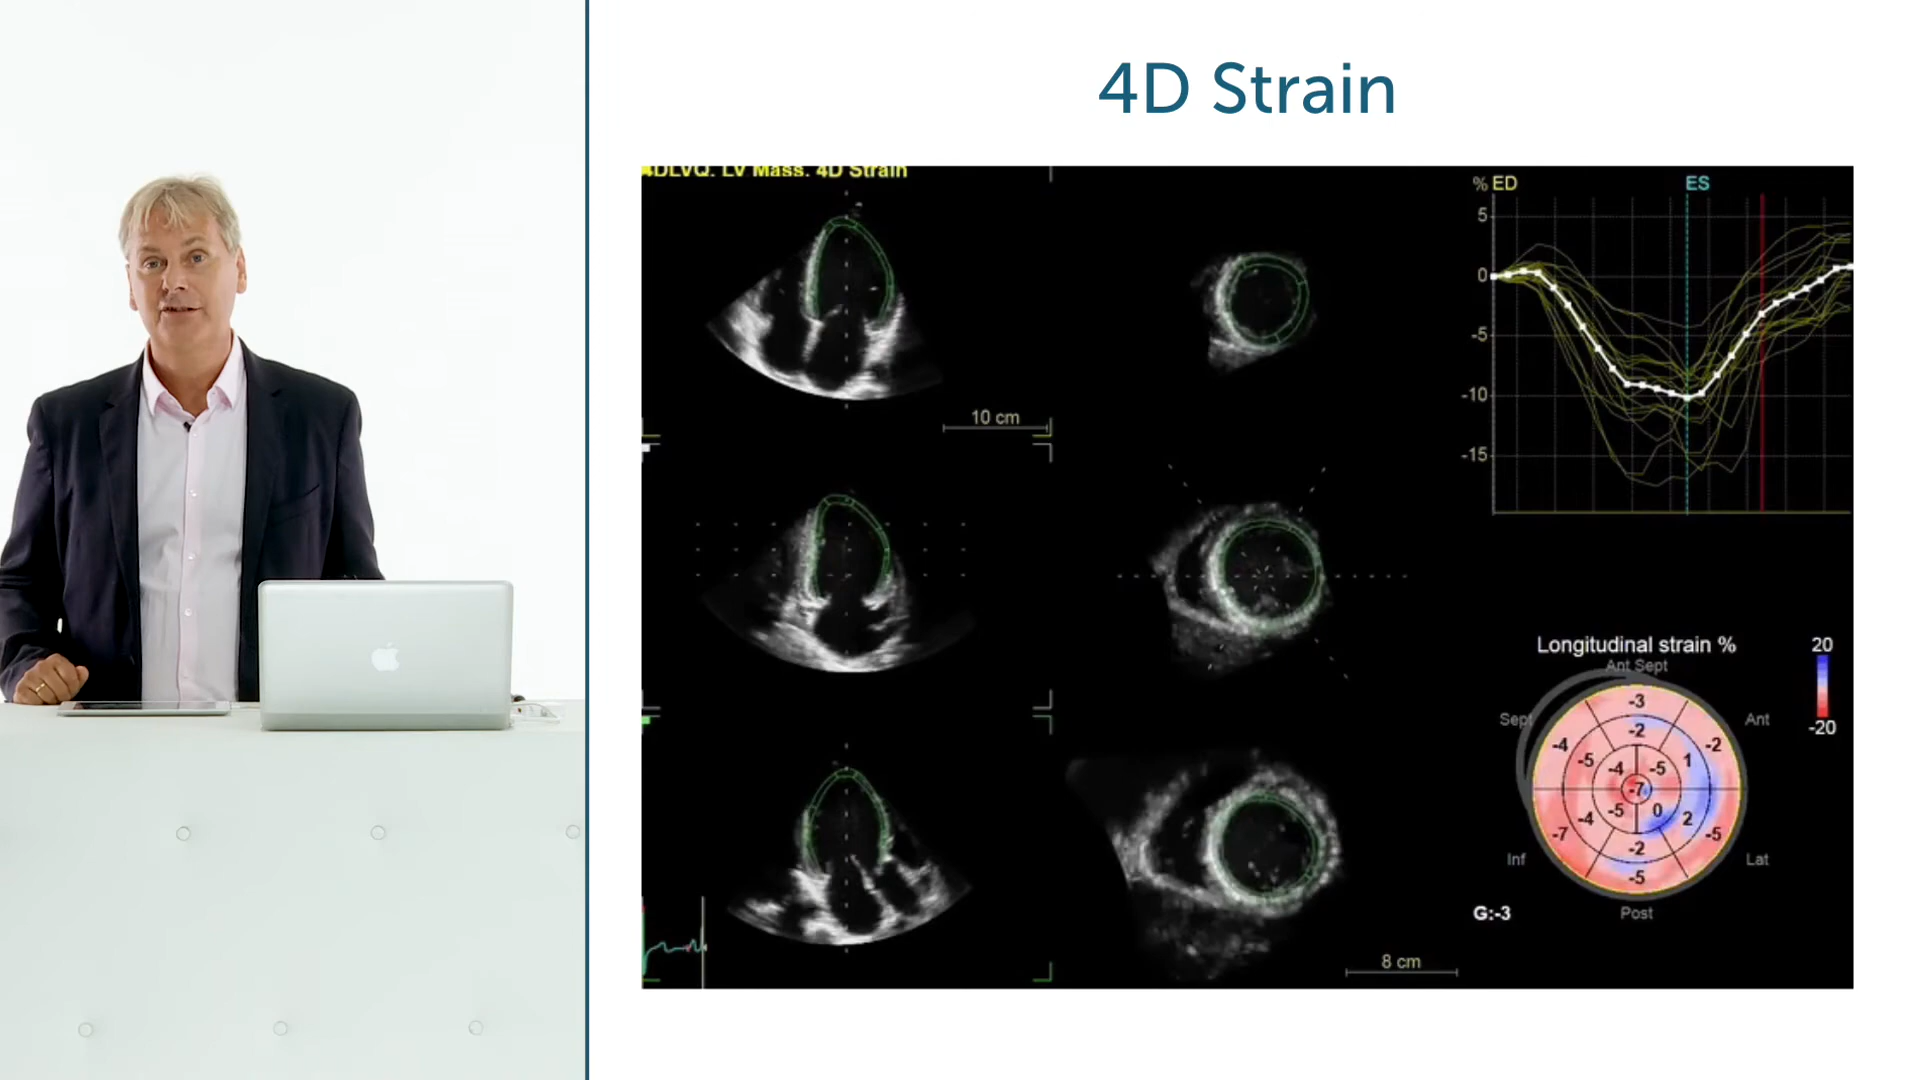 4D Strain
4DLVQ. LV Mass. 4D Strain
% ED
ES
5
0
-5
-10
-15
10 cm
Longitudinal strain %
20
-20
Ant Sept
Sept
Ant
-3
-2
-4
-2
-5
1
-4
-5
-7
-5
0
-4
2
-7
-5
-2
-5
Inf
Lat
Post
G:-3
8 cm